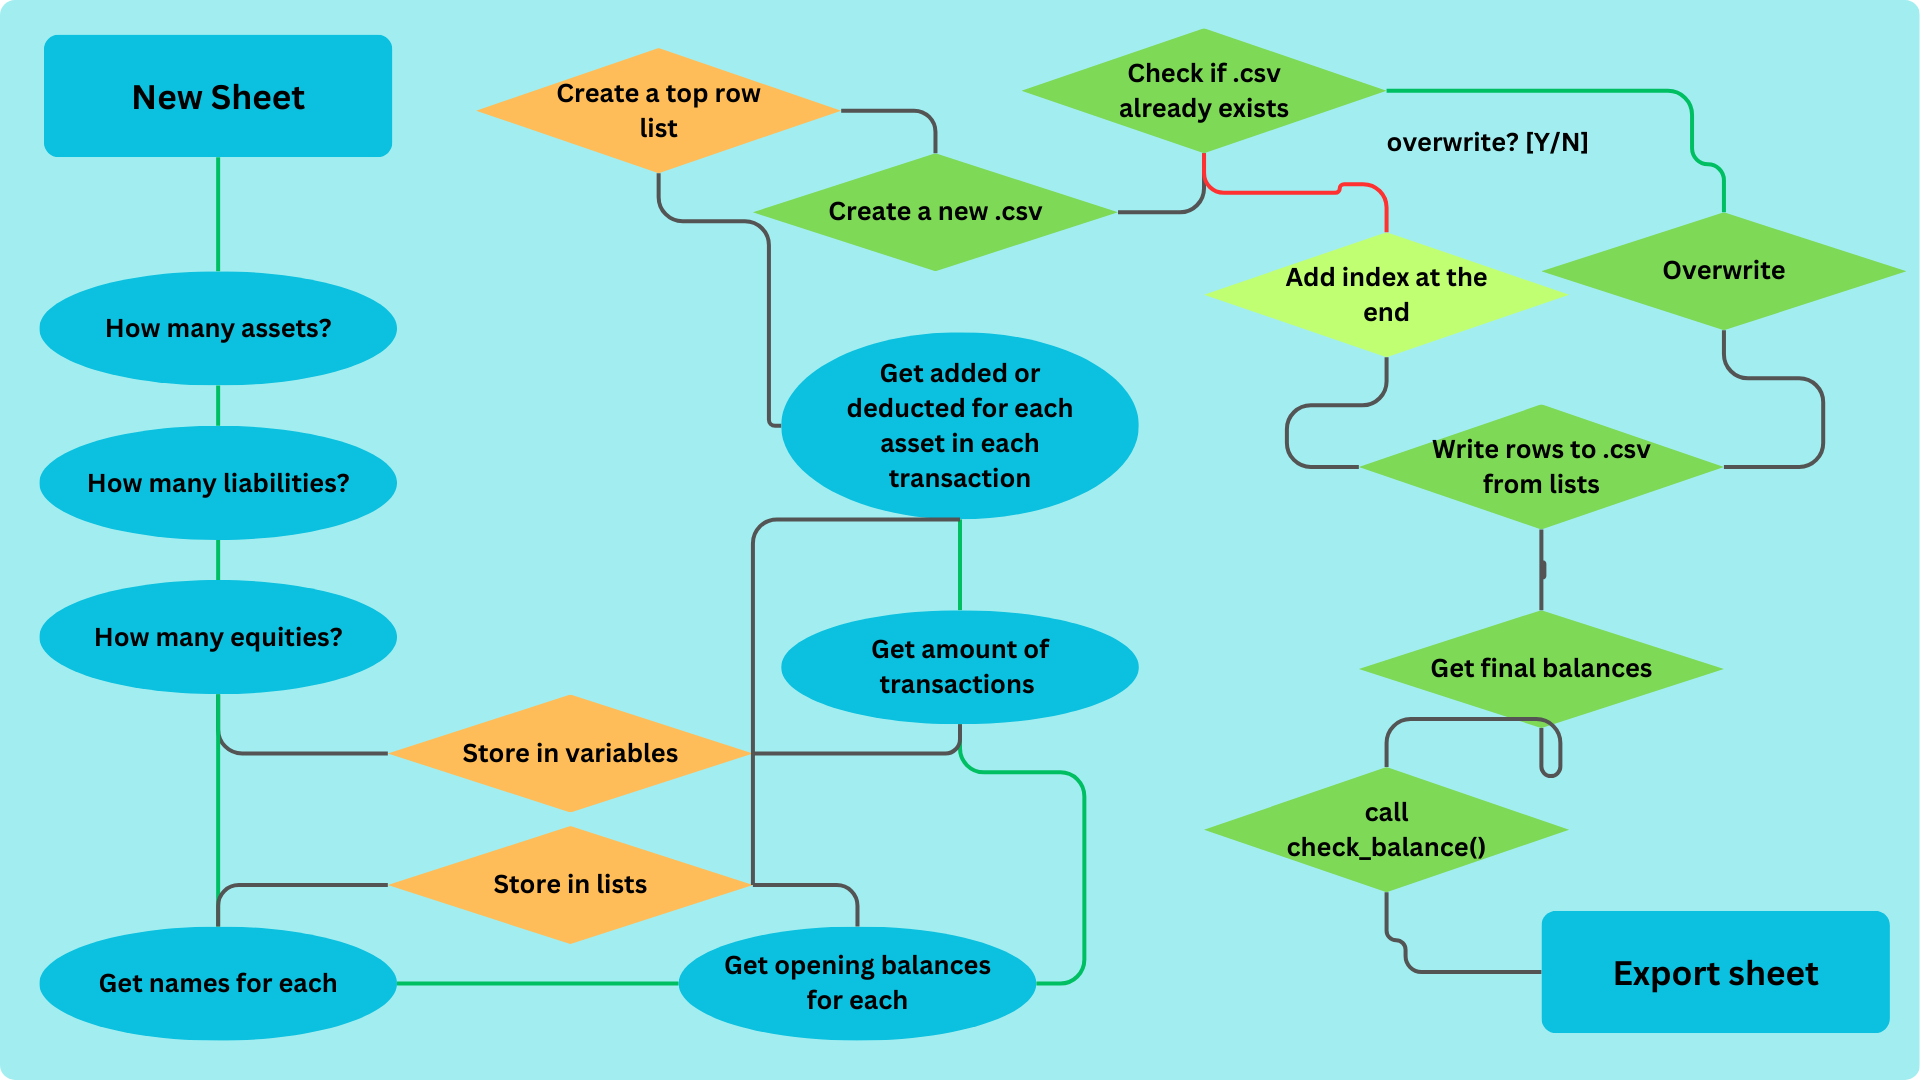 New Sheet
How many assets?
How many liabilities?
How many equities?
Store in variables
Store in lists
Get names for each
Get opening balances
for each
Get amount of
transactions
Get added or
deducted for each
asset in each
transaction
Create a top row
list
Create a new .csv
Check if .csv
already exists
overwrite? [Y/N]
Add index at the
end
Overwrite
Write rows to .csv
from lists
Get final balances
call
check_balance()
Export sheet